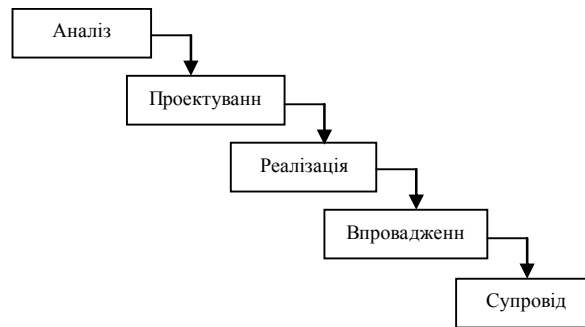 Аналіз
Проектуванн
Реалізація
Впровадженн
Супровід